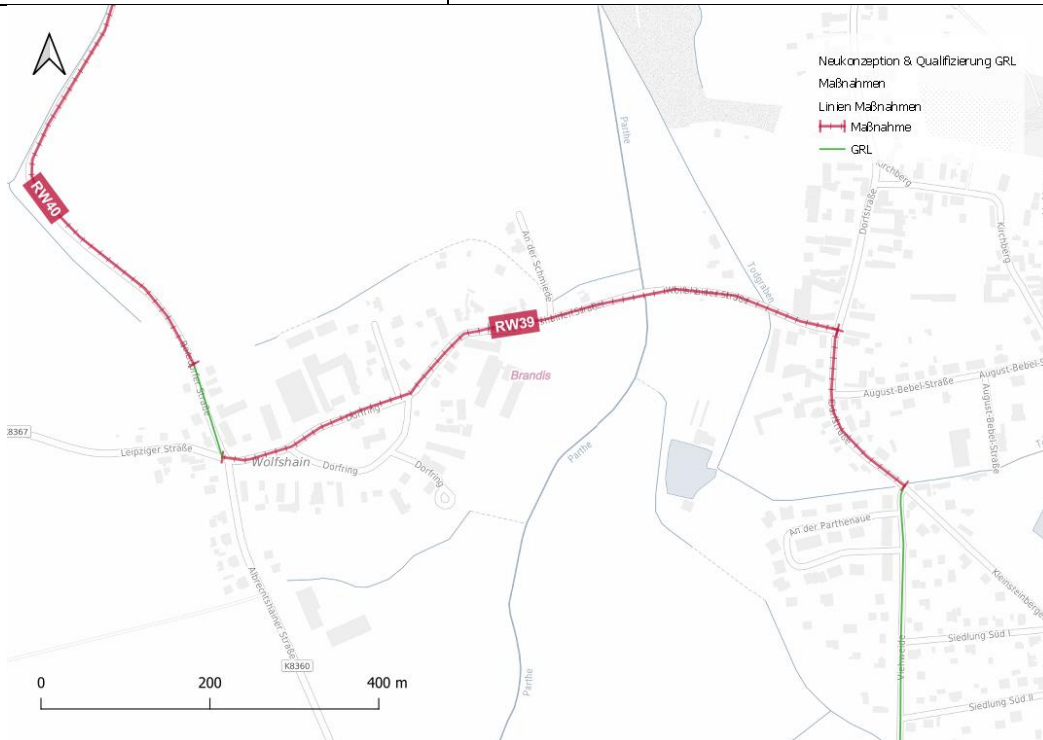 Neukonzeption & Qualifizierung GRL
Maßnahmen
Linien Maßnahmen
Maßnahme
GRL
Parthe
Kirchberg
Dorfstraße
Kirchberg
RW40
An der Schmiede
Todgraben
RW39
Brandis
August-Bebel-Straße
August-Bebel-S
August-Bebel-Straße
Dorfring
K8367
Leipziger Straße
Wolfshain
Dorfring
Dorfring
Parthe
An der Parthenaue
Albrechtshainer Straße
Kleinsteinberge
Siedlung Süd I
Viehweide
K8360
Parthe
Siedlung Süd II
0
200
400 m